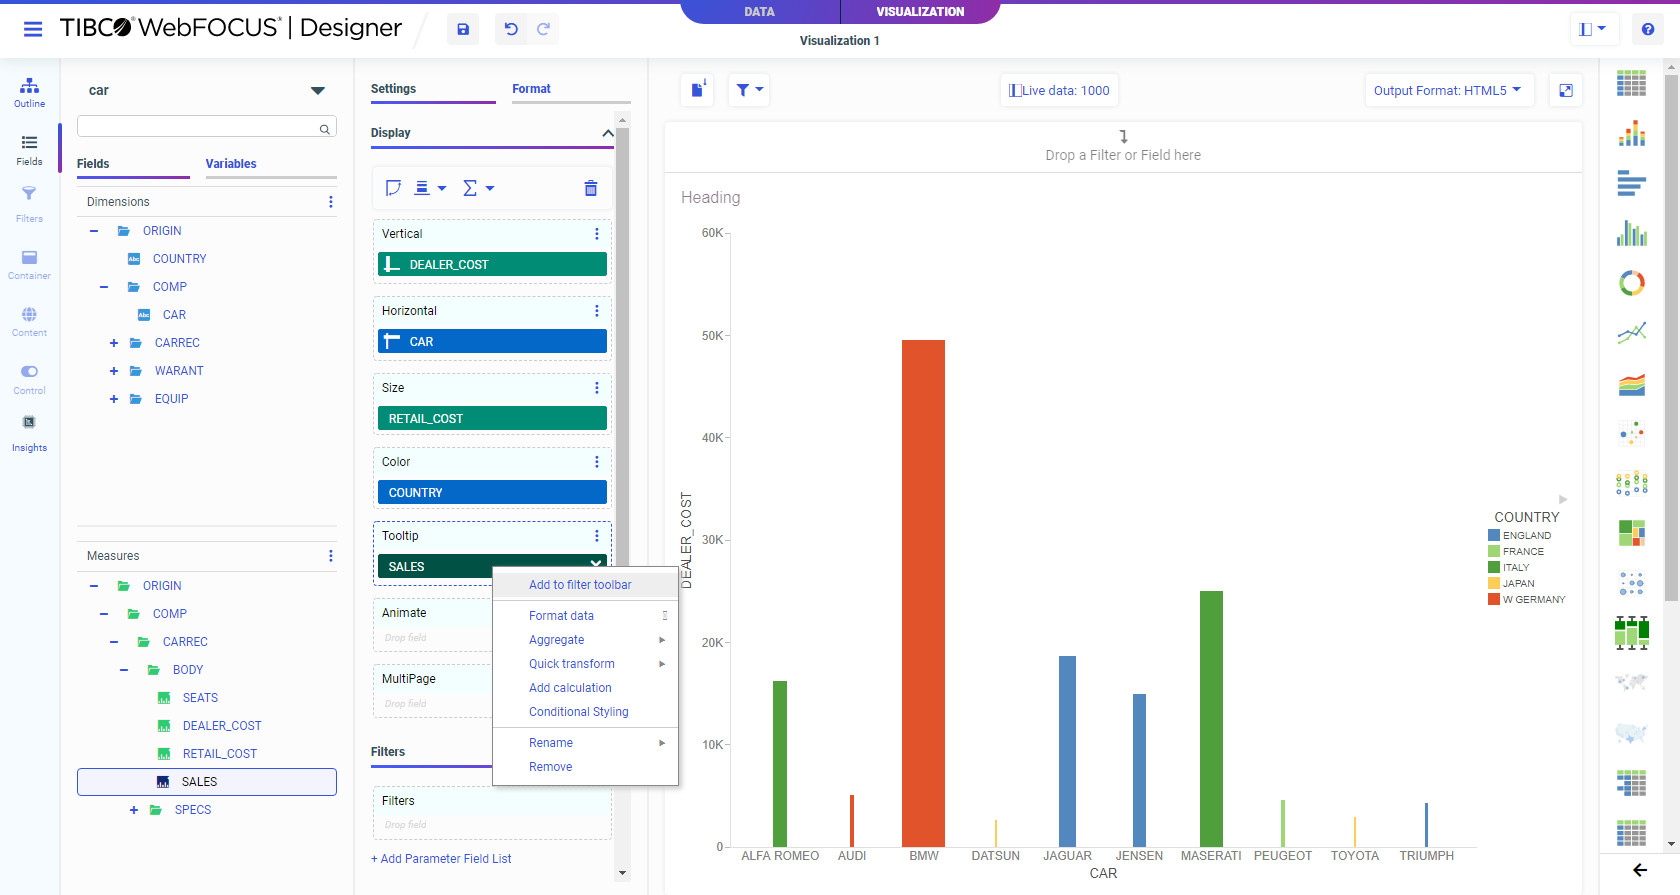 TIBCO WebFOCUS | Designer
DATA
VISUALIZATION
Visualization 1
Outline
Fields
Filters
Container
Content
Control
Insights
car
Fields
Variables
Dimensions
ORIGIN
Abc COUNTRY
COMP
Abc CAR
CARREC
WARANT
EQUIP
Measures
ORIGIN
COMP
CARREC
BODY
SEATS
DEALER_COST
RETAIL_COST
SALES
SPECS
Settings
Format
Display
Vertical
DEALER_COST
Horizontal
CAR
Size
RETAIL_COST
Color
COUNTRY
Tooltip
SALES
Animate
Drop field
MultiPage
Drop field
Filters
Filters
Drop field
+ Add Parameter Field List
Add to filter toolbar
Format data
Aggregate
Quick transform
Add calculation
Conditional Styling
Rename
Remove
Live data: 1000
Output Format: HTML5
Drop a Filter or Field here
Heading
60K
50K
40K
30K
20K
10K
0
DEALER_COST
ALFA ROMEO
AUDI
BMW
DATSUN
JAGUAR
JENSEN
MASERATI
PEUGEOT
TOYOTA
TRIUMPH
CAR
COUNTRY
ENGLAND
FRANCE
ITALY
JAPAN
W GERMANY